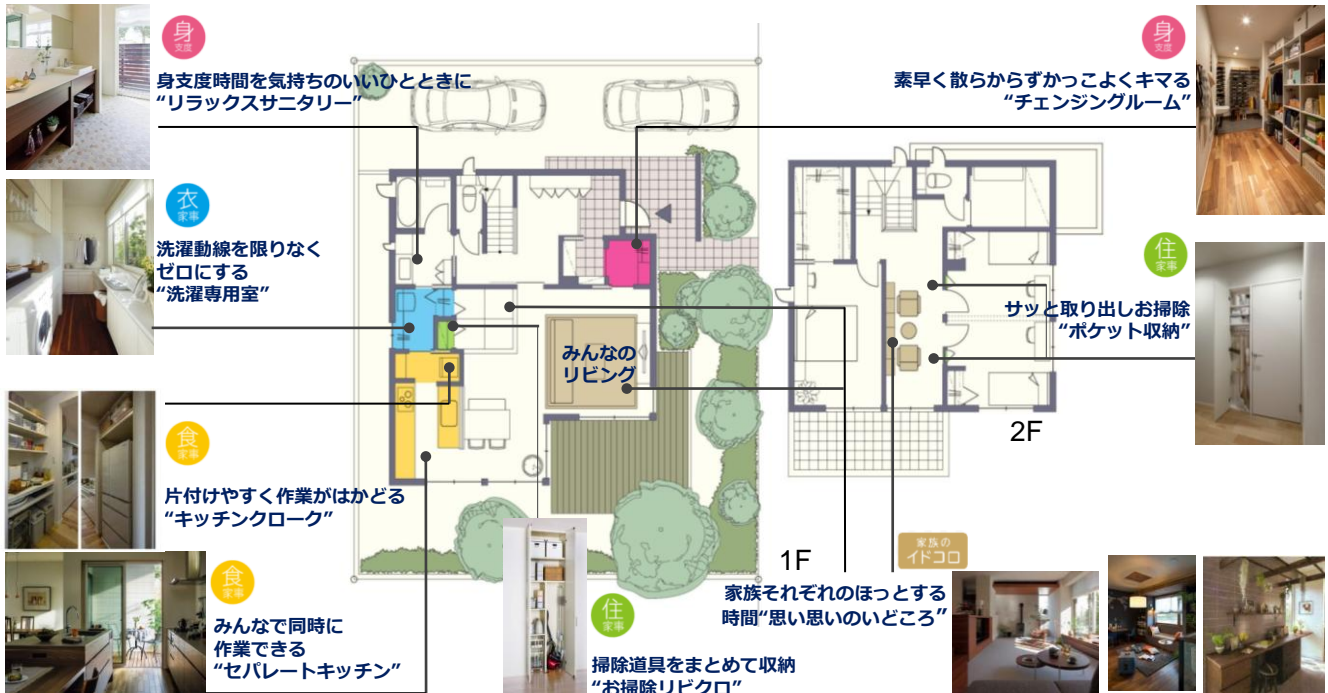 身
支度
身支度時間を気持ちのいいひとときに
“リラックスサニタリー”
身
支度
素早く散らからずかっこよくキマる
“チェンジングルーム”
衣
家事
洗濯動線を限りなく
ゼロにする
“洗濯専用室”
住
家事
サッと取り出しお掃除
“ポケット収納”
みんなの
リビング
2F
食
家事
片付けやすく作業がはかどる
“キッチンクローク”
食
家事
みんなで同時に
作業できる
“セパレートキッチン”
住
家事
掃除道具をまとめて収納
“お掃除リビクロ”
1F
家族の
イドコロ
家族それぞれのほっとする
時間“思い思いのいどころ”